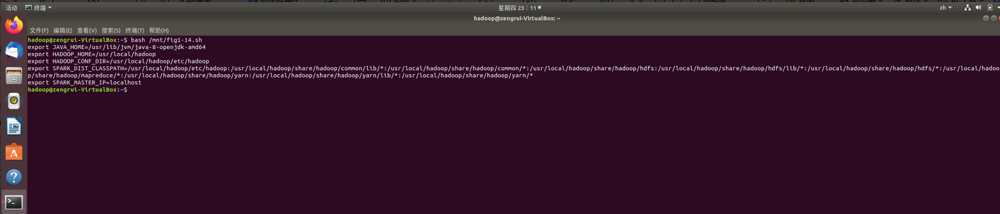 活动 终端 星期四 23：11 zh
hadoop@zengrui-VirtualBox: ~
文件(F) 编辑(E) 查看(V) 搜索(S) 终端(T) 帮助(H)
hadoop@zengrui-VirtualBox:~$ bash /mnt/fig1-14.sh
export JAVA_HOME=/usr/lib/jvm/java-8-openjdk-amd64
export HADOOP_HOME=/usr/local/hadoop
export HADOOP_CONF_DIR=/usr/local/hadoop/etc/hadoop
export SPARK_DIST_CLASSPATH=/usr/local/hadoop/etc/hadoop:/usr/local/hadoop/share/hadoop/common/lib/*:/usr/local/hadoop/share/hadoop/common/*:/usr/local/hadoop/share/hadoop/hdfs:/usr/local/hadoop/share/hadoop/hdfs/lib/*:/usr/local/hadoop/share/hadoop/hdfs/*:/usr/local/hadoo
p/share/hadoop/mapreduce/*:/usr/local/hadoop/share/hadoop/yarn:/usr/local/hadoop/share/hadoop/yarn/lib/*:/usr/local/hadoop/share/hadoop/yarn/*
export SPARK_MASTER_IP=localhost
hadoop@zengrui-VirtualBox:~$